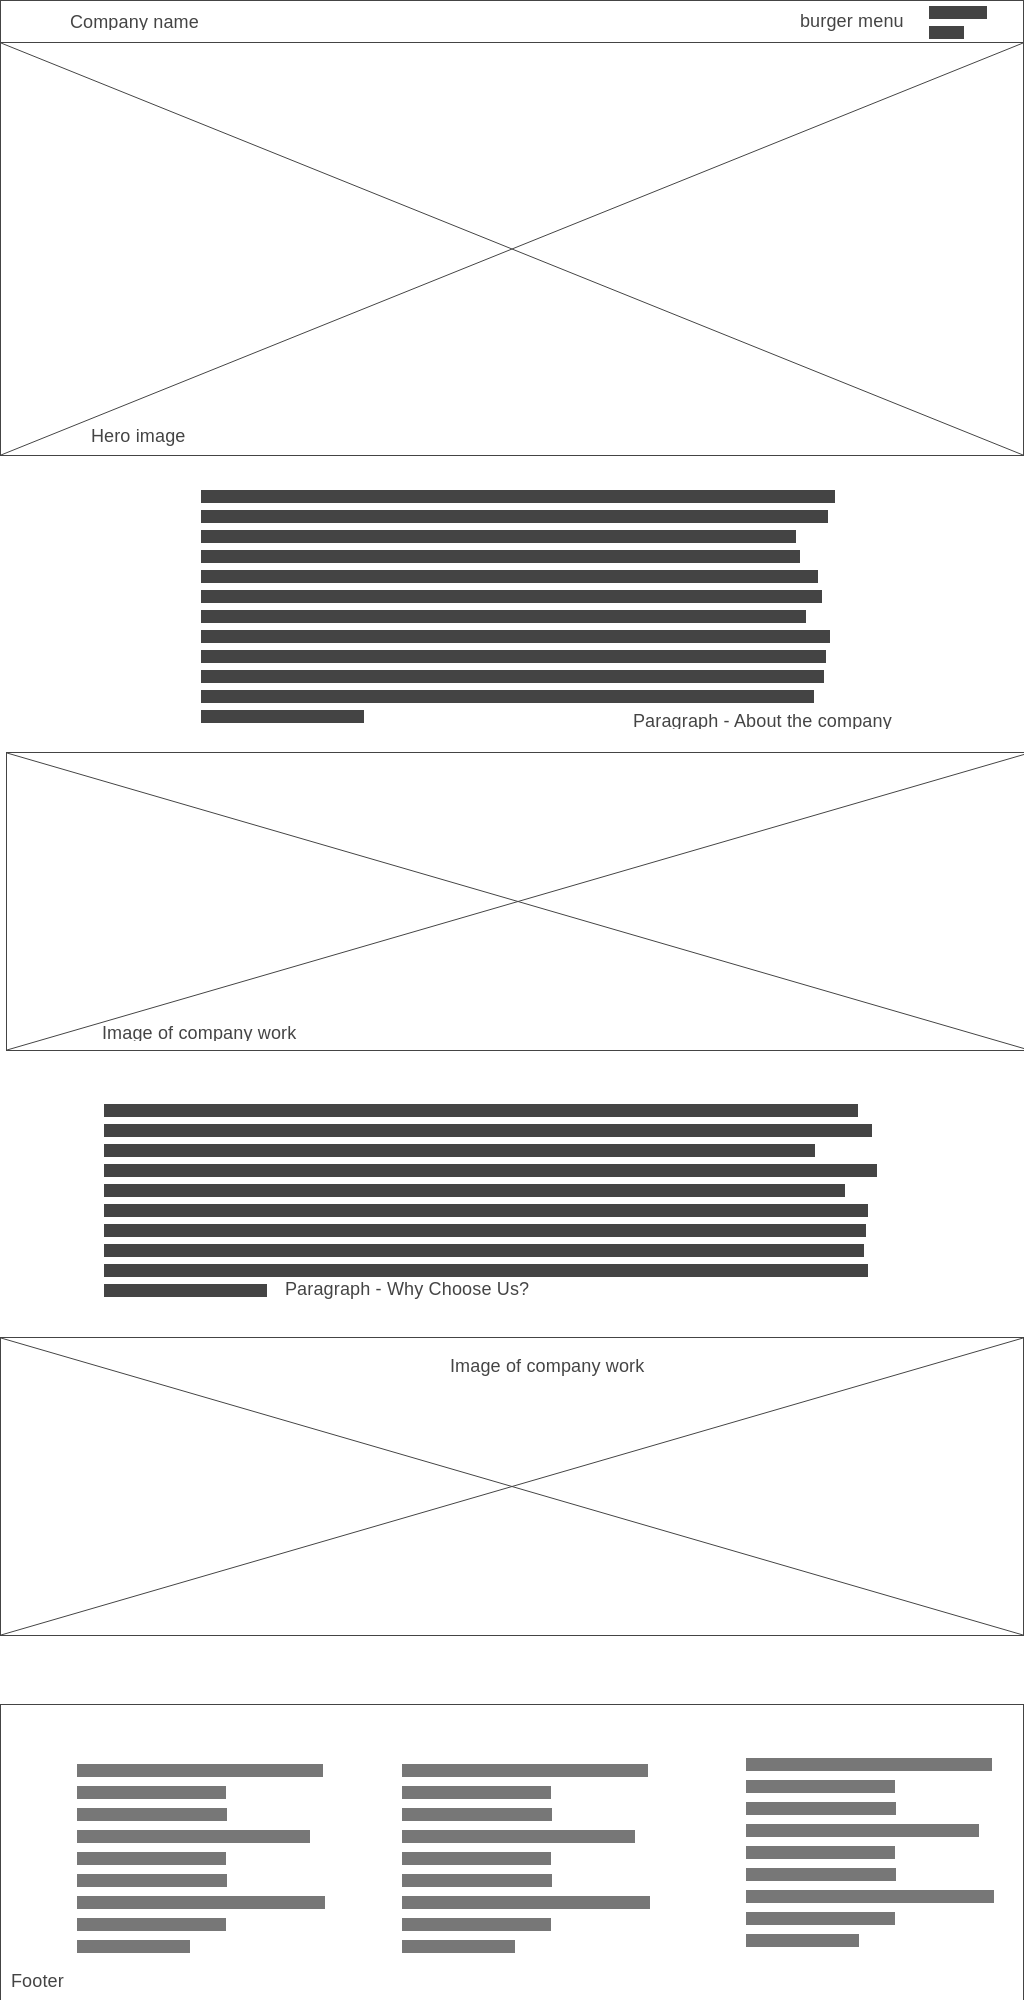 Company name
burger menu
Hero image
Paragraph - About the company
Image of company work
Paragraph - Why Choose Us?
Image of company work
Footer